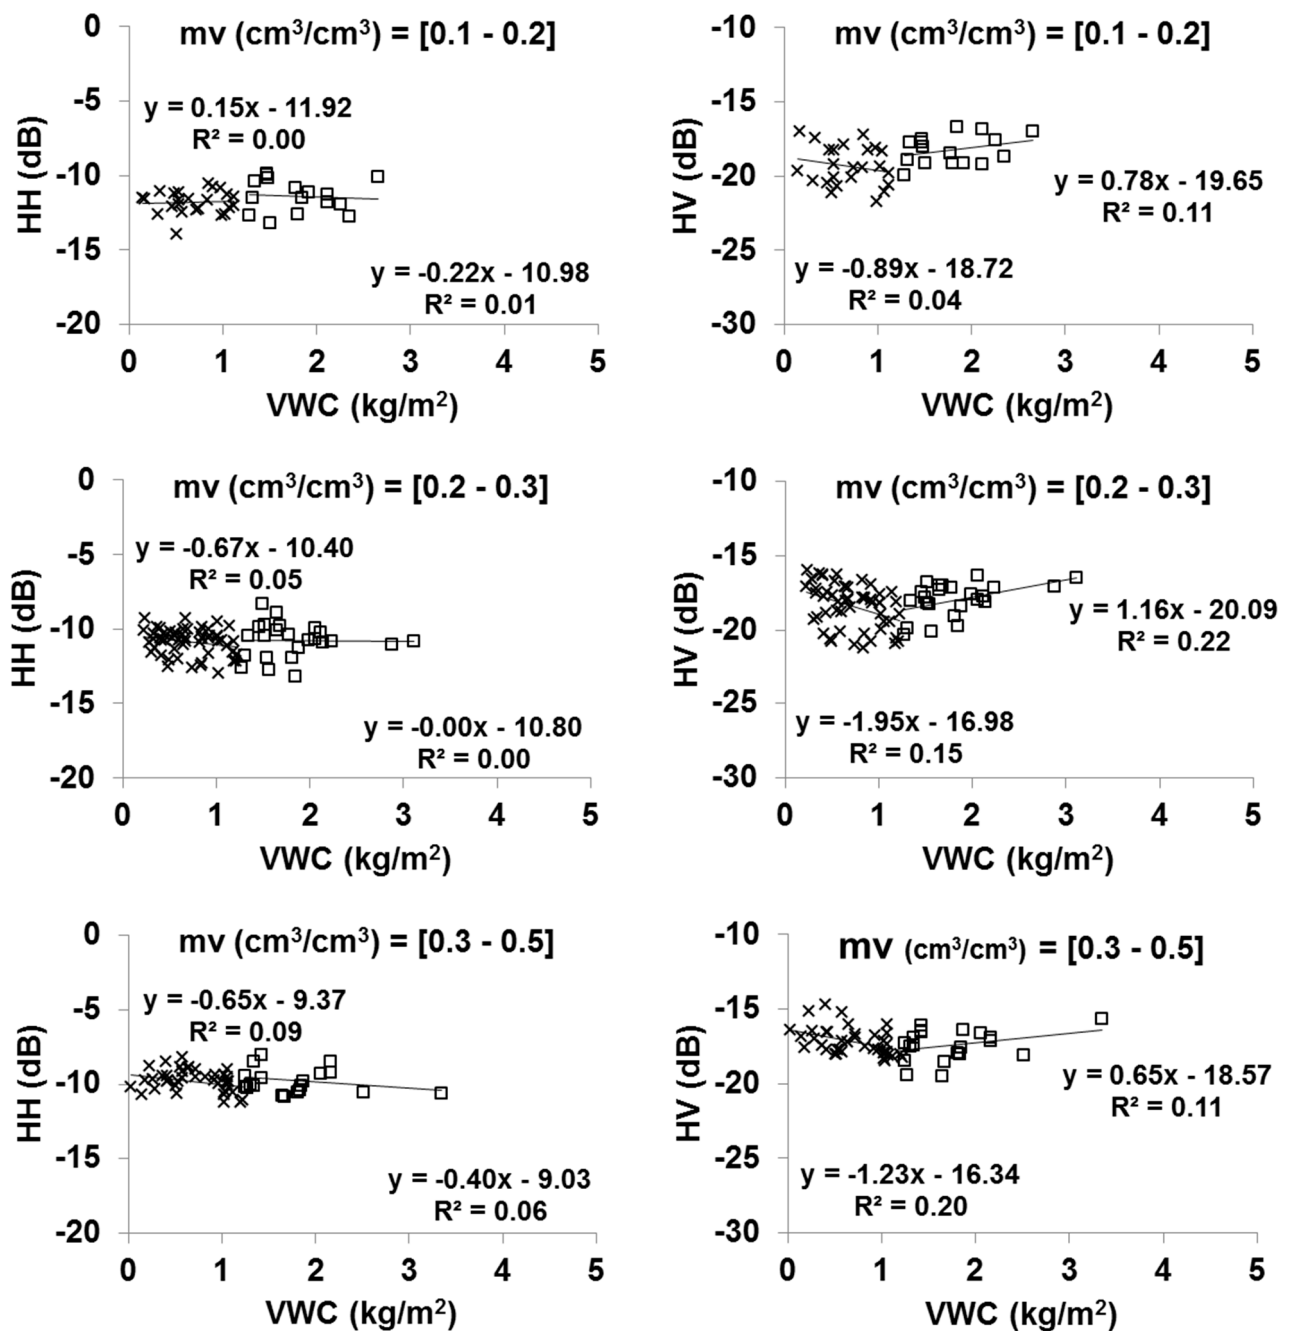 mv (cm³/cm³) = [0.1 - 0.2]
y = 0.15x - 11.92
R² = 0.00
y = -0.22x - 10.98
R² = 0.01
HH (dB)
0
-5
-10
-15
-20
0 1 2 3 4 5
VWC (kg/m²)
mv (cm³/cm³) = [0.1 - 0.2]
y = 0.78x - 19.65
R² = 0.11
y = -0.89x - 18.72
R² = 0.04
HV (dB)
-10
-15
-20
-25
-30
0 1 2 3 4 5
VWC (kg/m²)
mv (cm³/cm³) = [0.2 - 0.3]
y = -0.67x - 10.40
R² = 0.05
y = -0.00x - 10.80
R² = 0.00
HH (dB)
0
-5
-10
-15
-20
0 1 2 3 4 5
VWC (kg/m²)
mv (cm³/cm³) = [0.2 - 0.3]
y = 1.16x - 20.09
R² = 0.22
y = -1.95x - 16.98
R² = 0.15
HV (dB)
-10
-15
-20
-25
-30
0 1 2 3 4 5
VWC (kg/m²)
mv (cm³/cm³) = [0.3 - 0.5]
y = -0.65x - 9.37
R² = 0.09
y = -0.40x - 9.03
R² = 0.06
HH (dB)
0
-5
-10
-15
-20
0 1 2 3 4 5
VWC (kg/m²)
mv (cm³/cm³) = [0.3 - 0.5]
y = 0.65x - 18.57
R² = 0.11
y = -1.23x - 16.34
R² = 0.20
HV (dB)
-10
-15
-20
-25
-30
0 1 2 3 4 5
VWC (kg/m²)